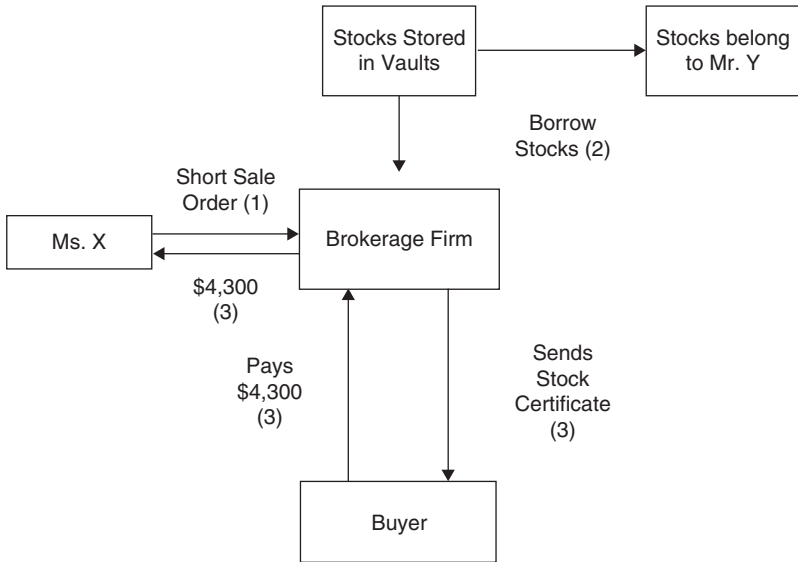 Stocks Stored
in Vaults
Stocks belong
to Mr. Y
Borrow
Stocks (2)
Short Sale
Order (1)
Ms. X
Brokerage Firm
$4,300
(3)
Pays
$4,300
(3)
Sends
Stock
Certificate
(3)
Buyer